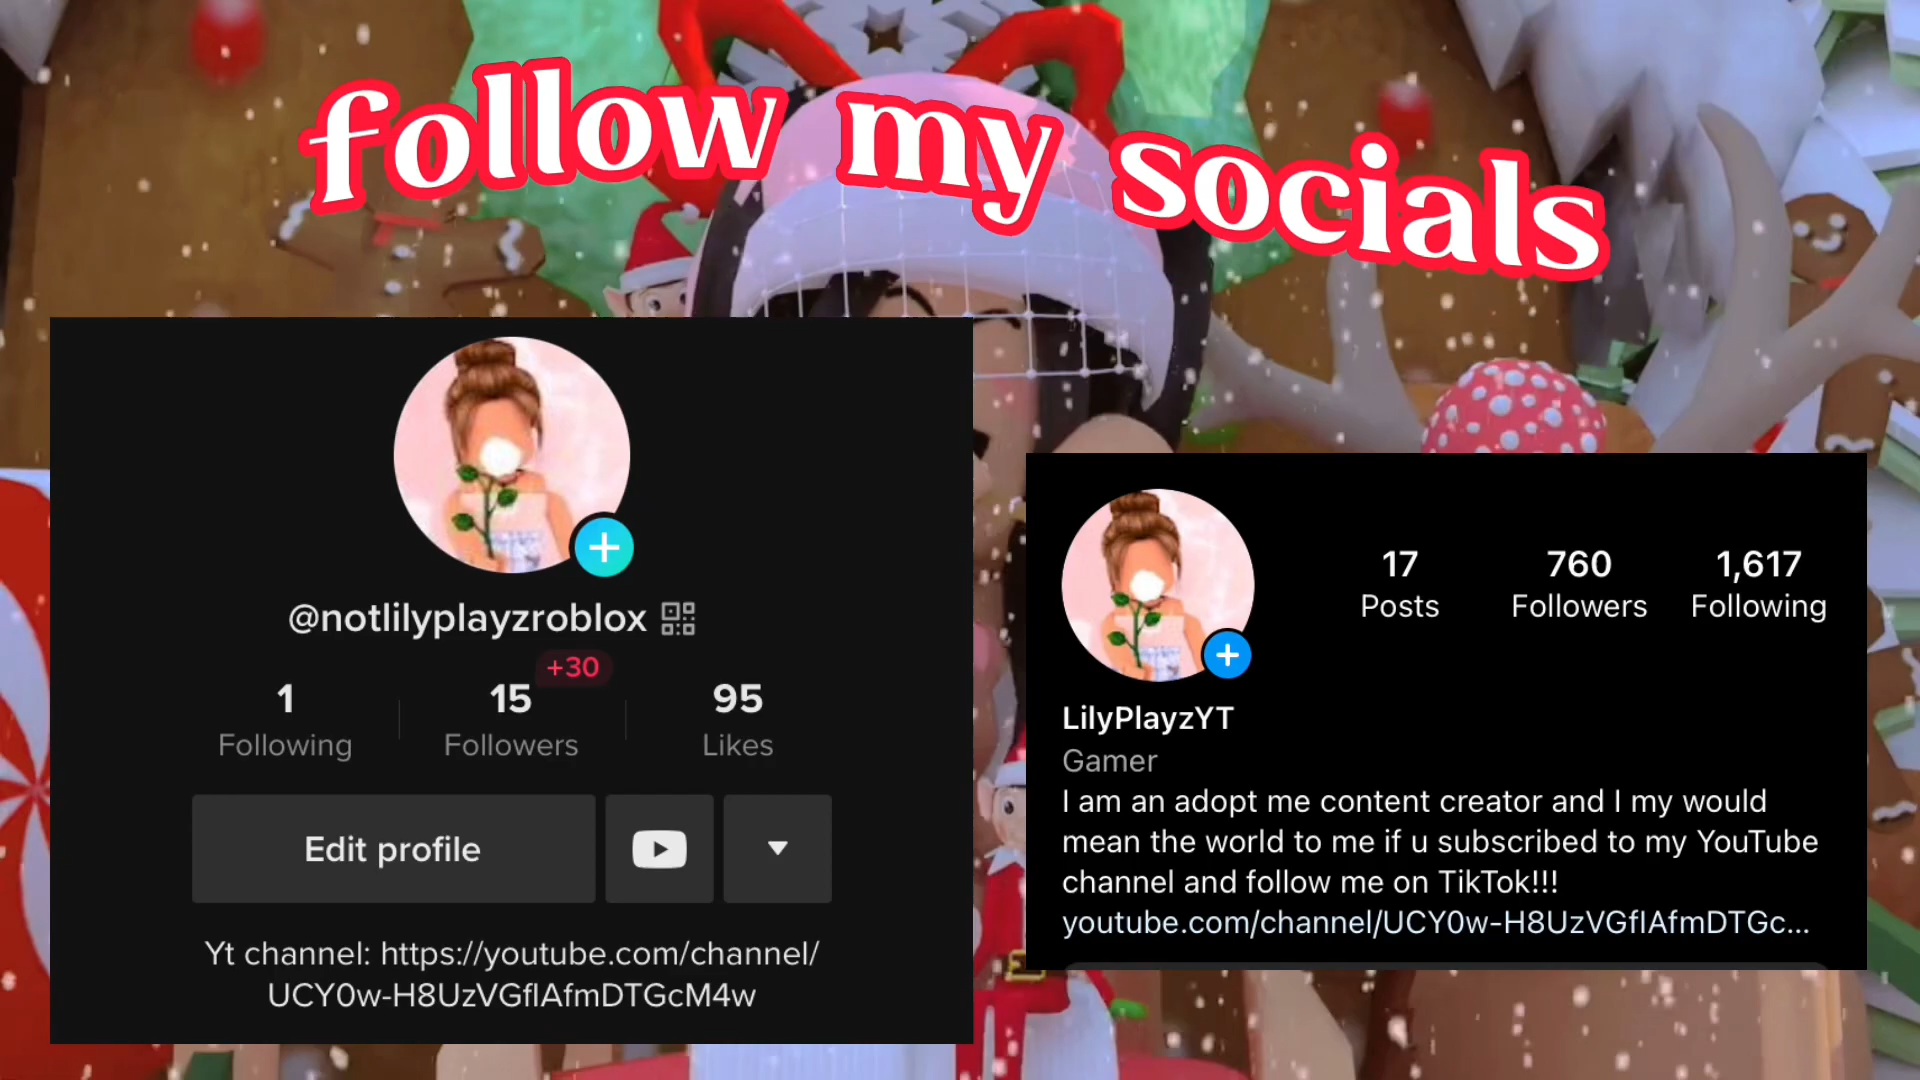 follow my socials
@notlilyplayzroblox
+30
1 15 95
Following Followers Likes
Edit profile
Yt channel: https://youtube.com/channel/
UCY0w-H8UzVGflAfmDTGcM4w
17 760 1,617
Posts Followers Following
LilyPlayzYT
Gamer
I am an adopt me content creator and I my would
mean the world to me if u subscribed to my YouTube
channel and follow me on TikTok!!!
youtube.com/channel/UCY0w-H8UzVGflAfmDTGc...